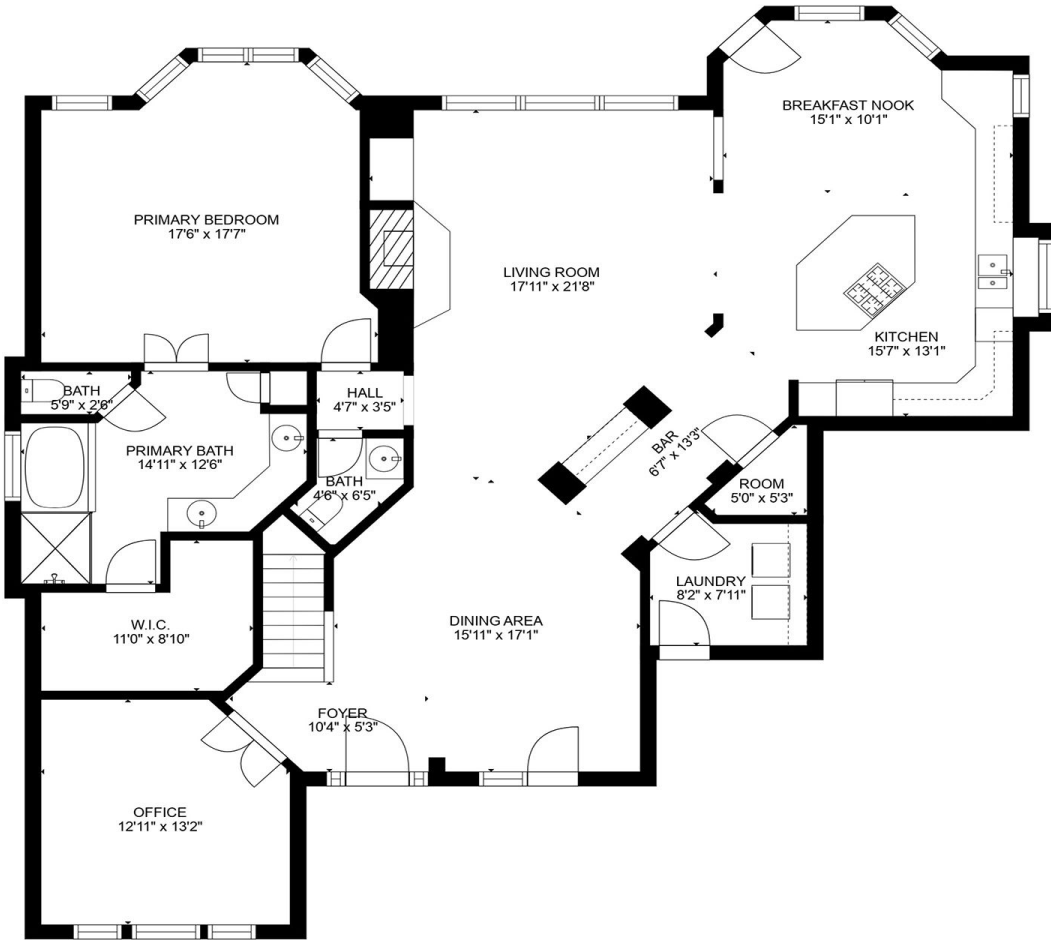 BREAKFAST NOOK
15'1" x 10'1"
PRIMARY BEDROOM
17'6" x 17'7"
LIVING ROOM
17'11" x 21'8"
KITCHEN
15'7" x 13'1"
BATH
5'9" x 2'6"
HALL
4'7" x 3'5"
PRIMARY BATH
14'11" x 12'6"
BAR
6'7" x 13'3"
BATH
4'6" x 6'5"
ROOM
5'0" x 5'3"
LAUNDRY
8'2" x 7'11"
W.I.C.
11'0" x 8'10"
DINING AREA
15'11" x 17'1"
FOYER
10'4" x 5'3"
OFFICE
12'11" x 13'2"